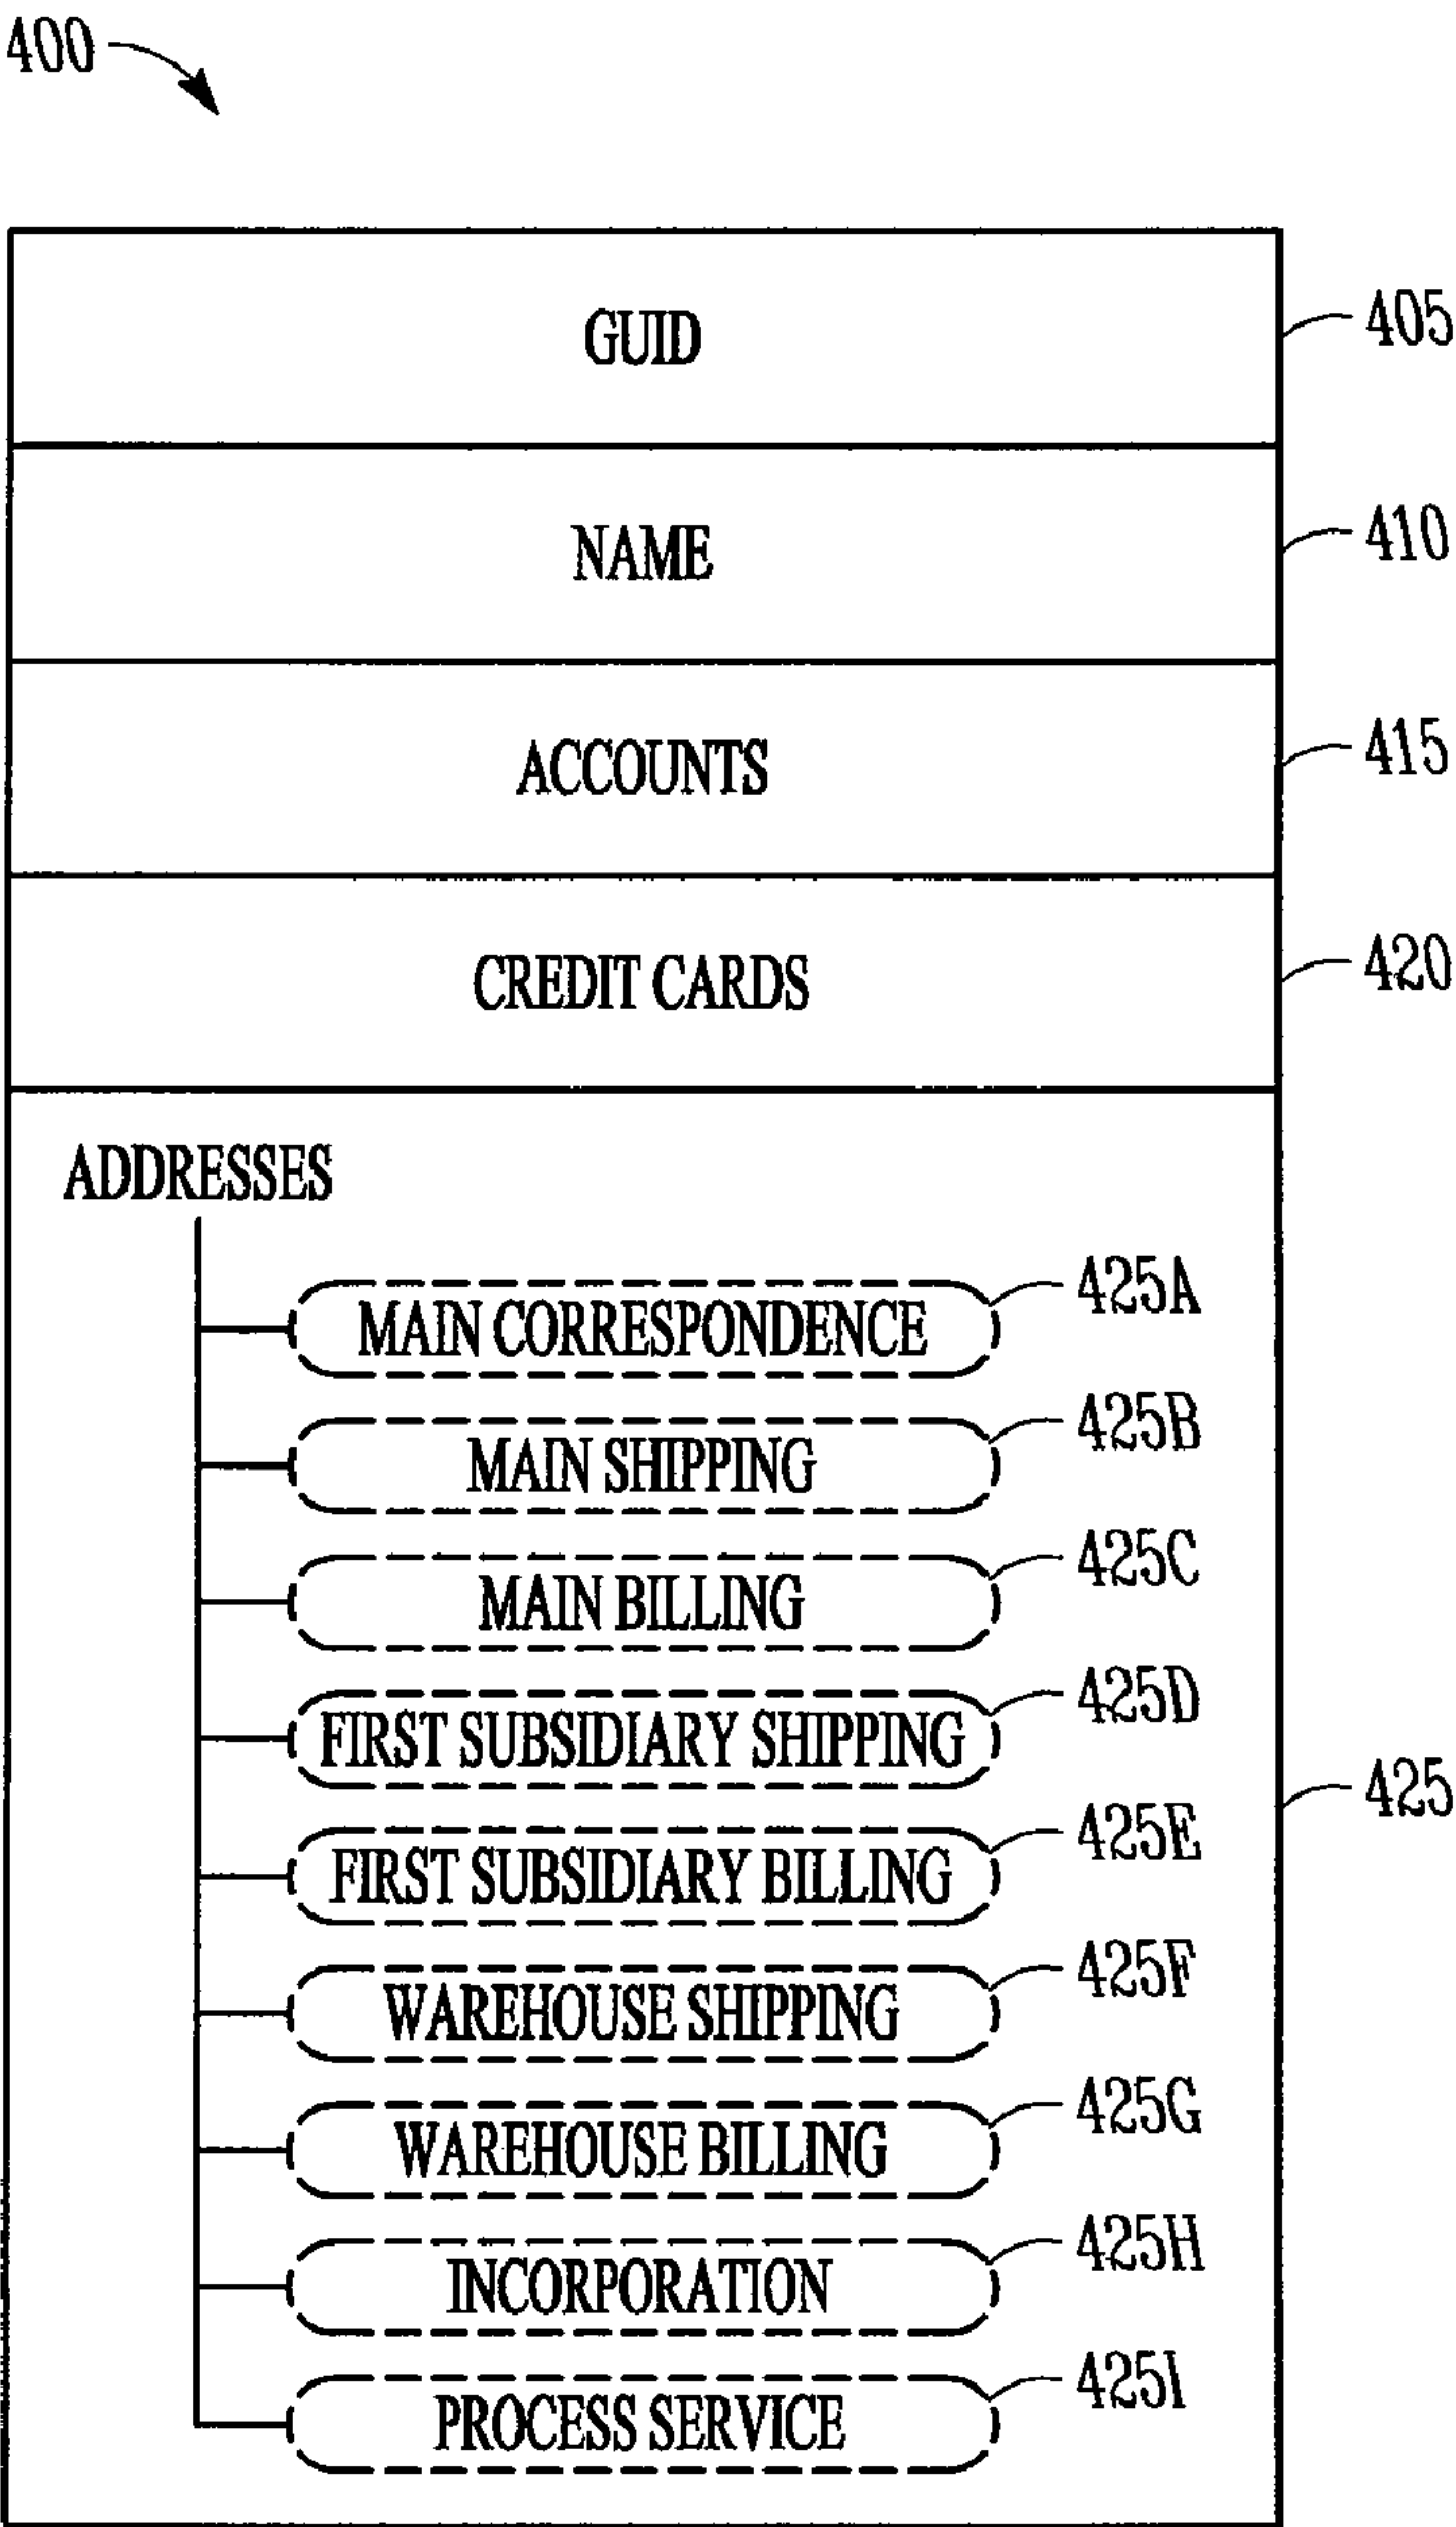 400
GUID 405
NAME 410
ACCOUNTS 415
CREDIT CARDS 420
ADDRESSES
MAIN CORRESPONDENCE 425A
MAIN SHIPPING 425B
MAIN BILLING 425C
FIRST SUBSIDIARY SHIPPING 425D
425
FIRST SUBSIDIARY BILLING 425E
WAREHOUSE SHIPPING 425F
WAREHOUSE BILLING 425G
INCORPORATION 425H
PROCESS SERVICE 425I